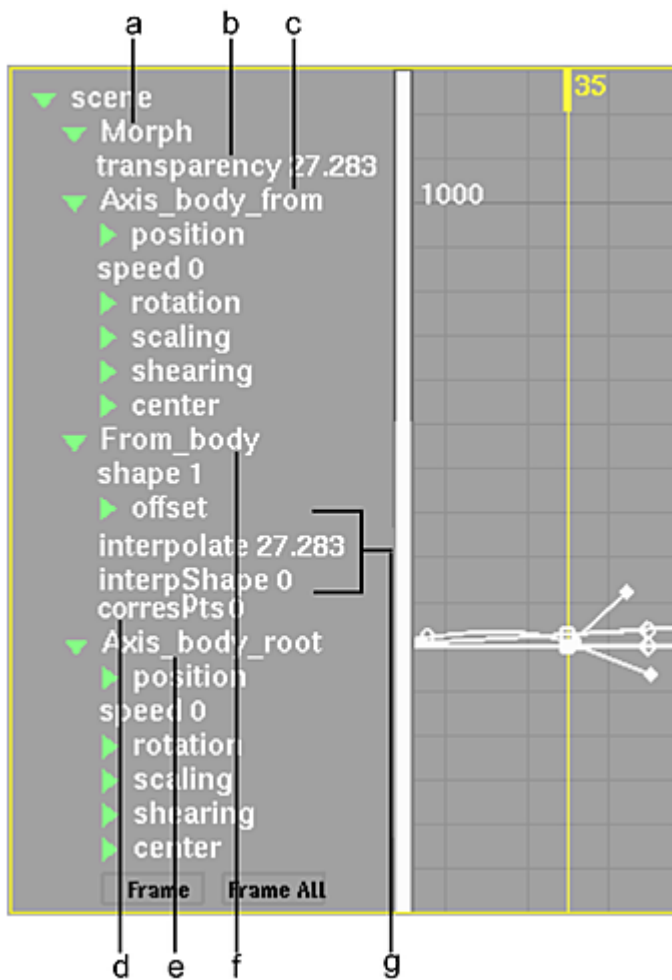 a b c
scene
Morph
transparency 27.283
Axis_body_from
position
speed 0
rotation
scaling
shearing
center
From_body
shape 1
offset
interpolate 27.283
interpShape 0
corresPts 0
Axis_body_root
position
speed 0
rotation
scaling
shearing
center
Frame Frame All
35
1000
d e f g